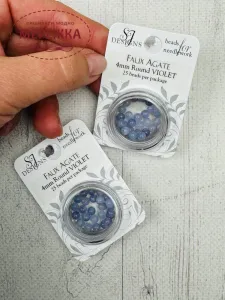 SJ
DESIGNS
beads
for
needlework
FAUX AGATE
4mm Round VIOLET
25 beads per package
SJ
DESIGNS
beads
for
needlework
FAUX AGATE
4mm Round VIOLET
25 beads per package